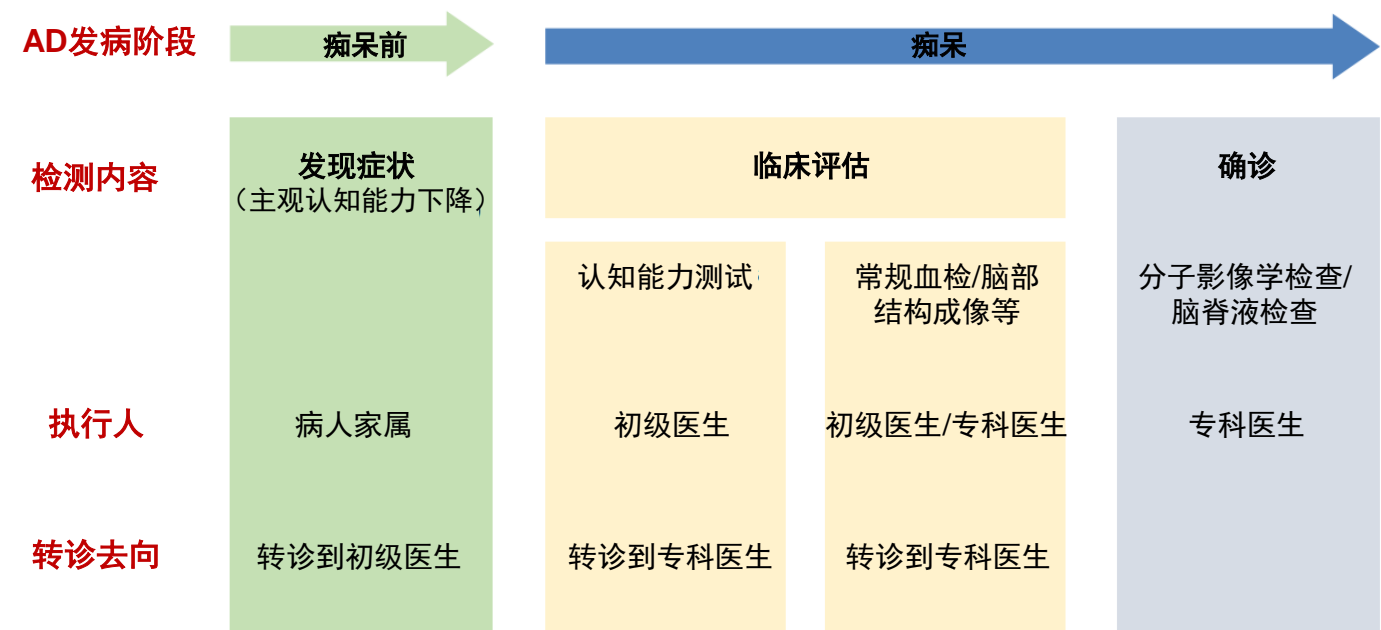 AD发病阶段
痴呆前
痴呆
检测内容
发现症状
（主观认知能力下降）
临床评估
确诊
认知能力测试
常规血检/脑部
结构成像等
分子影像学检查/
脑脊液检查
执行人
病人家属
初级医生
初级医生/专科医生
专科医生
转诊去向
转诊到初级医生
转诊到专科医生
转诊到专科医生